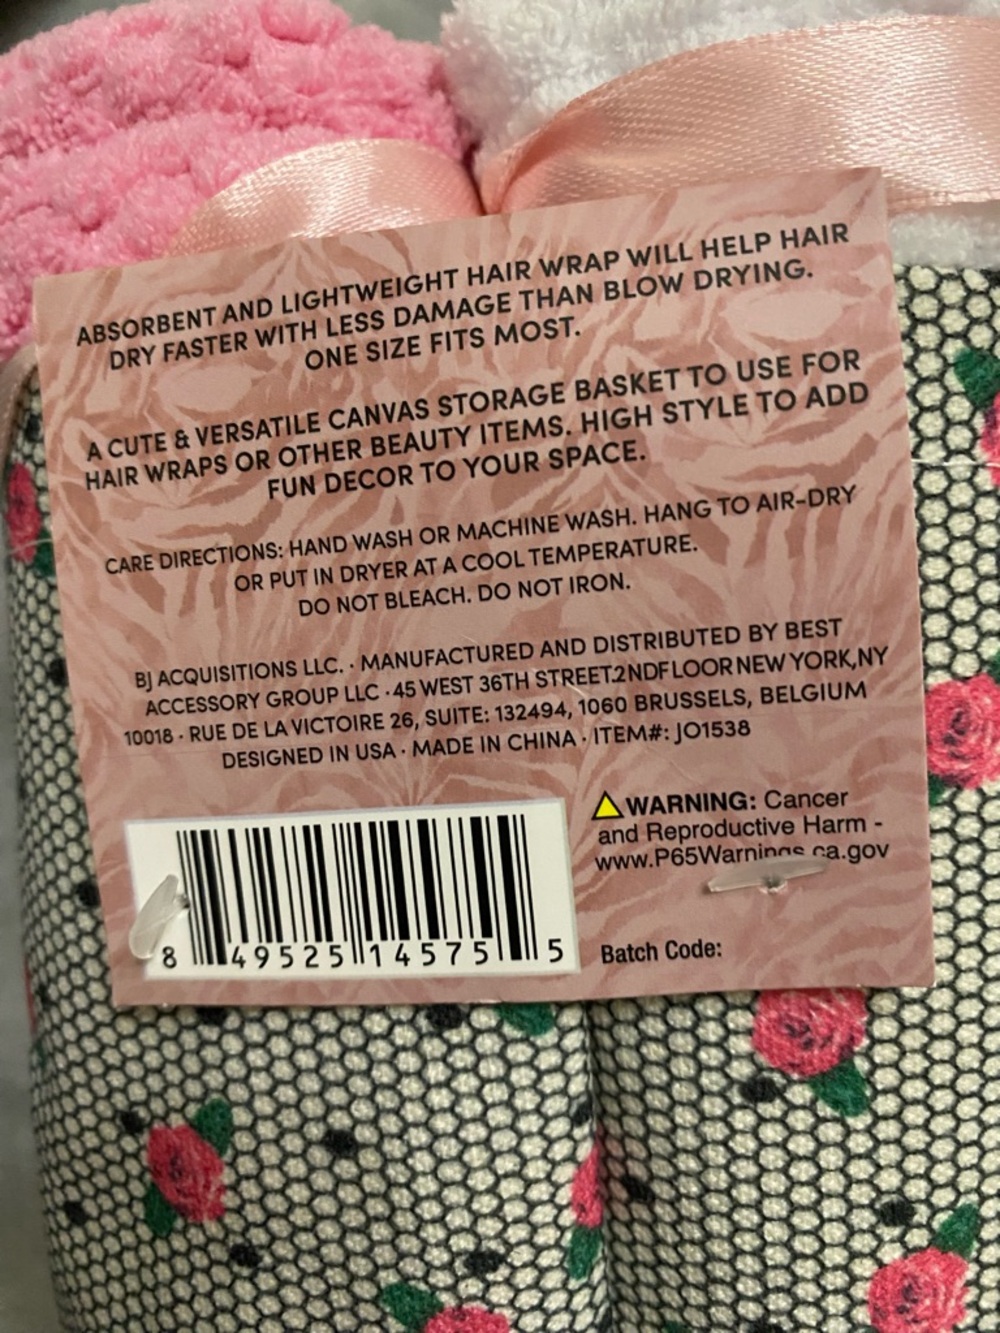 ABSORBENT AND LIGHTWEIGHT HAIR WRAP WILL HELP HAIR
DRY FASTER WITH LESS DAMAGE THAN BLOW DRYING.
ONE SIZE FITS MOST.
A CUTE & VERSATILE CANVAS STORAGE BASKET TO USE FOR
HAIR WRAPS OR OTHER BEAUTY ITEMS. HIGH STYLE TO ADD
FUN DECOR TO YOUR SPACE.
CARE DIRECTIONS: HAND WASH OR MACHINE WASH. HANG TO AIR-DRY
OR PUT IN DRYER AT A COOL TEMPERATURE.
DO NOT BLEACH. DO NOT IRON.
BJ ACQUISITIONS LLC. · MANUFACTURED AND DISTRIBUTED BY BEST
ACCESSORY GROUP LLC · 45 WEST 36TH STREET.2NDFLOOR NEW YORK,NY
10018 · RUE DE LA VICTOIRE 26, SUITE: 132494, 1060 BRUSSELS, BELGIUM
DESIGNED IN USA · MADE IN CHINA · ITEM#: JO1538
WARNING: Cancer
and Reproductive Harm -
www.P65Warnings.ca.gov
Batch Code:
8 49525 14575 5